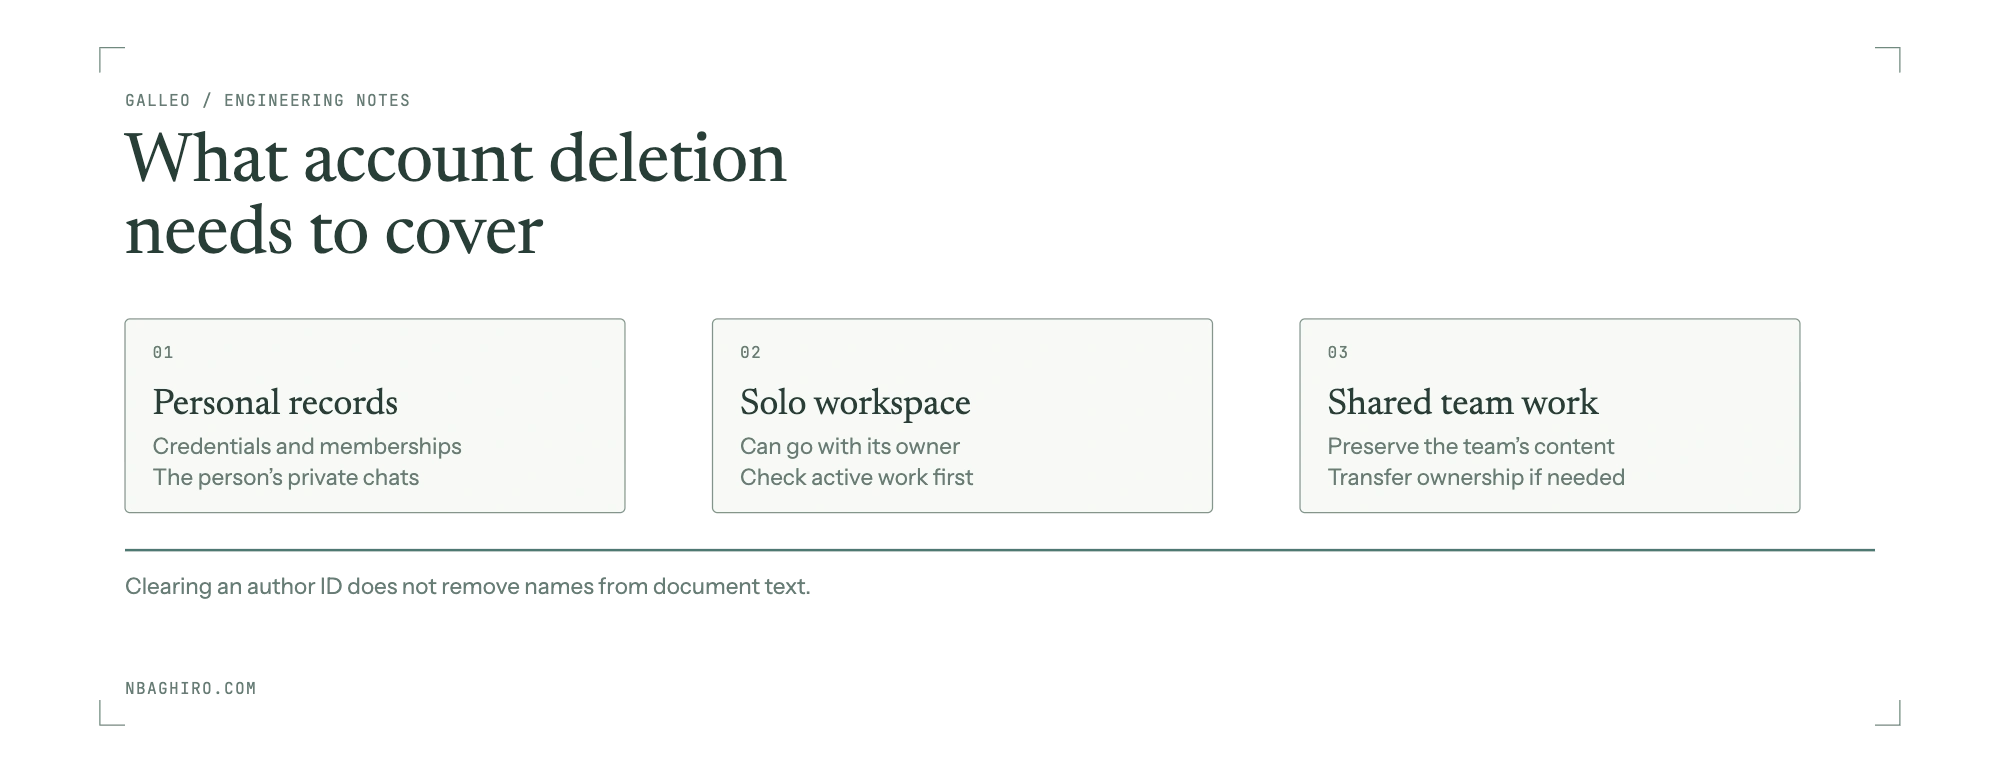 GALLEO / ENGINEERING NOTES
What account deletion
needs to cover
01
Personal records
Credentials and memberships
The person’s private chats
02
Solo workspace
Can go with its owner
Check active work first
03
Shared team work
Preserve the team’s content
Transfer ownership if needed
Clearing an author ID does not remove names from document text.
NBAGHIRO.COM